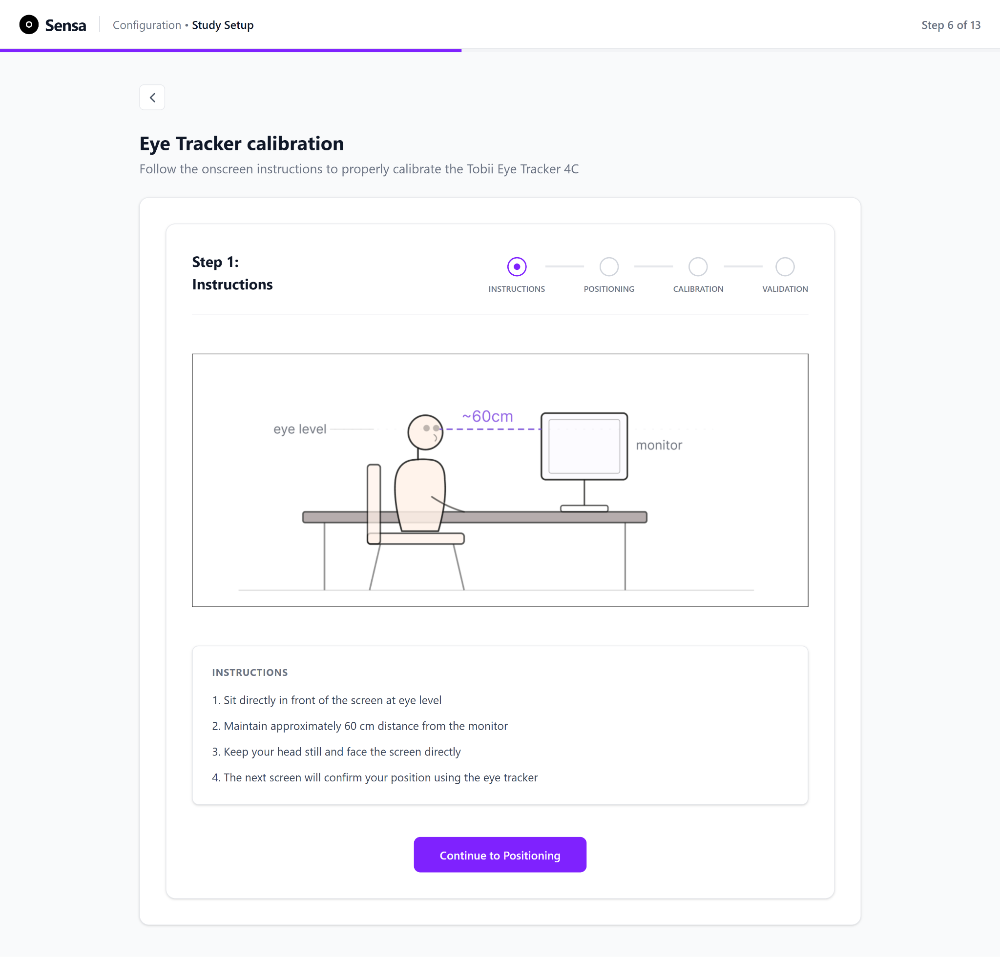 Sensa
Configuration • Study Setup
Step 6 of 13
Eye Tracker calibration
Follow the onscreen instructions to properly calibrate the Tobii Eye Tracker 4C
Step 1:
Instructions
INSTRUCTIONS
POSITIONING
CALIBRATION
VALIDATION
~60cm
eye level
monitor
INSTRUCTIONS
1. Sit directly in front of the screen at eye level
2. Maintain approximately 60 cm distance from the monitor
3. Keep your head still and face the screen directly
4. The next screen will confirm your position using the eye tracker
Continue to Positioning